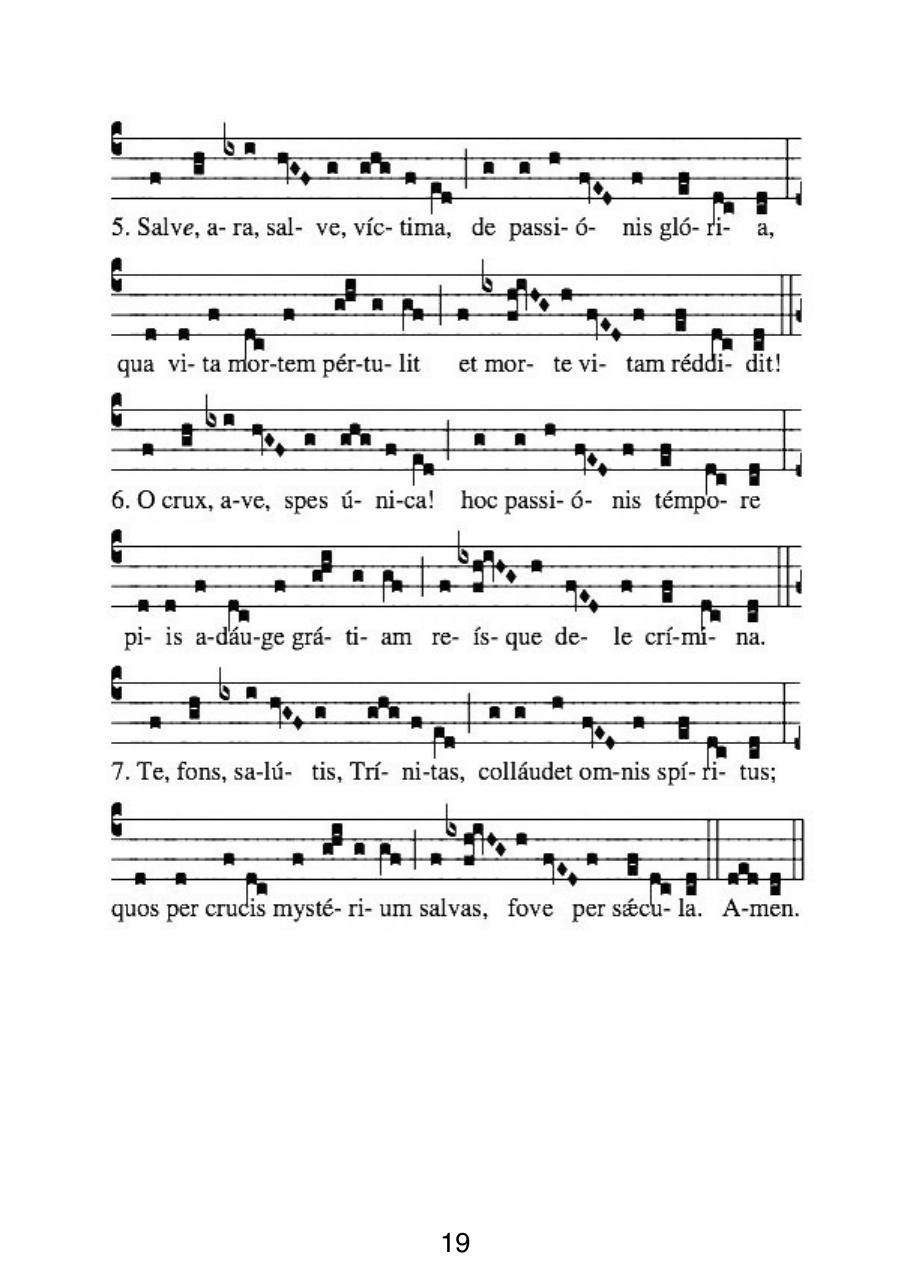 5. Salve, a- ra, sal- ve, víc- tima, de passi- ó- nis gló- ri- a,
qua vi- ta mor-tem pér-tu- lit et mor- te vi- tam réddi- dit!
6. O crux, a-ve, spes ú- ni-ca! hoc passi- ó- nis témpo- re
pi- is a-dáu-ge grá- ti- am re- ís- que de- le crí-mi- na.
7. Te, fons, sa-lú- tis, Trí- ni-tas, colláudet om-nis spí- ri- tus;
quos per crucis mysté- ri- um salvas, fove per sǽcu- la. A-men.
19